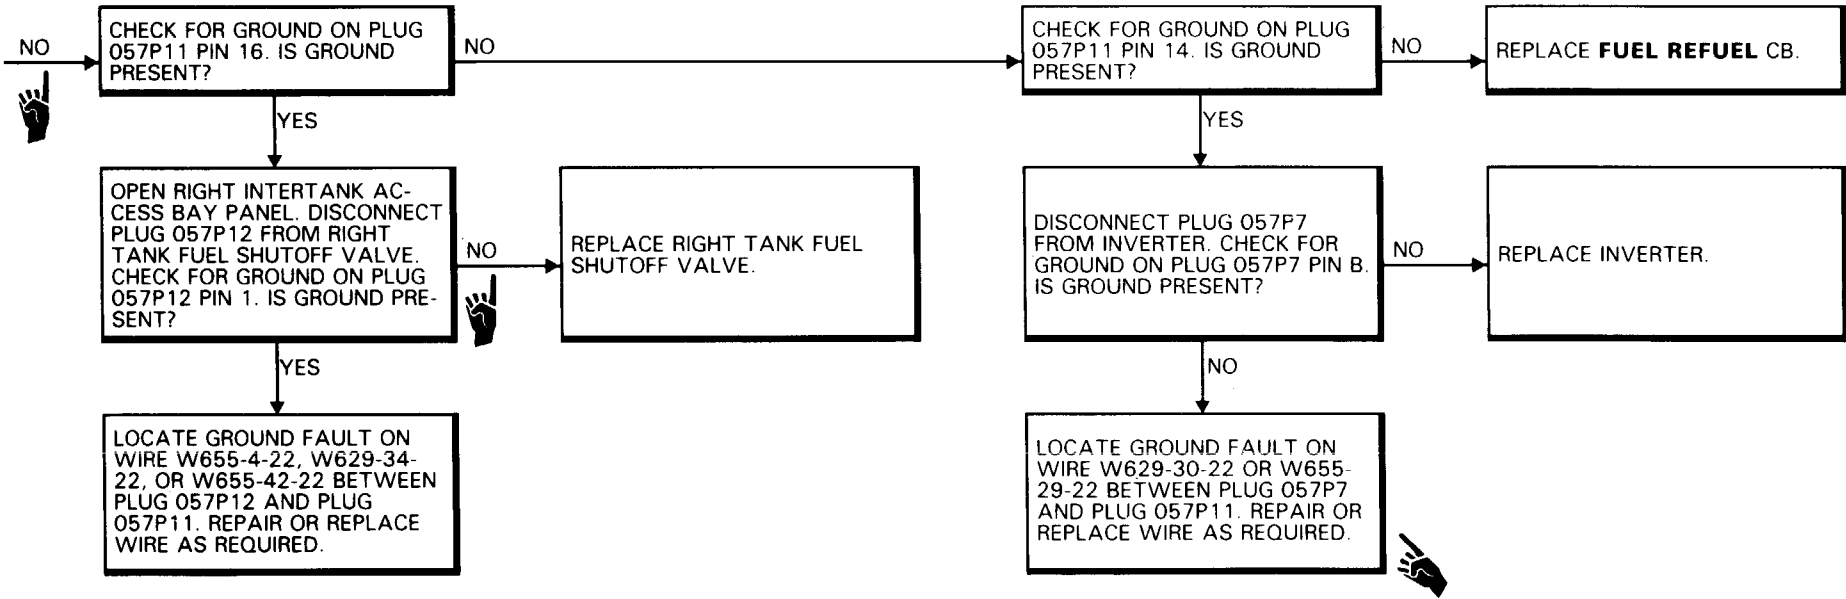 NO
CHECK FOR GROUND ON PLUG
057P11 PIN 16. IS GROUND
PRESENT?
NO
CHECK FOR GROUND ON PLUG
057P11 PIN 14. IS GROUND
PRESENT?
NO
REPLACE FUEL REFUEL CB.
YES
YES
OPEN RIGHT INTERTANK AC-
CESS BAY PANEL. DISCONNECT
PLUG 057P12 FROM RIGHT
TANK FUEL SHUTOFF VALVE.
CHECK FOR GROUND ON PLUG
057P12 PIN 1. IS GROUND PRE-
SENT?
NO
REPLACE RIGHT TANK FUEL
SHUTOFF VALVE.
DISCONNECT PLUG 057P7
FROM INVERTER. CHECK FOR
GROUND ON PLUG 057P7 PIN B.
IS GROUND PRESENT?
NO
REPLACE INVERTER.
YES
NO
LOCATE GROUND FAULT ON
WIRE W655-4-22, W629-34-
22, OR W655-42-22 BETWEEN
PLUG 057P12 AND PLUG
057P11. REPAIR OR REPLACE
WIRE AS REQUIRED.
LOCATE GROUND FAULT ON
WIRE W629-30-22 OR W655-
29-22 BETWEEN PLUG 057P7
AND PLUG 057P11. REPAIR OR
REPLACE WIRE AS REQUIRED.